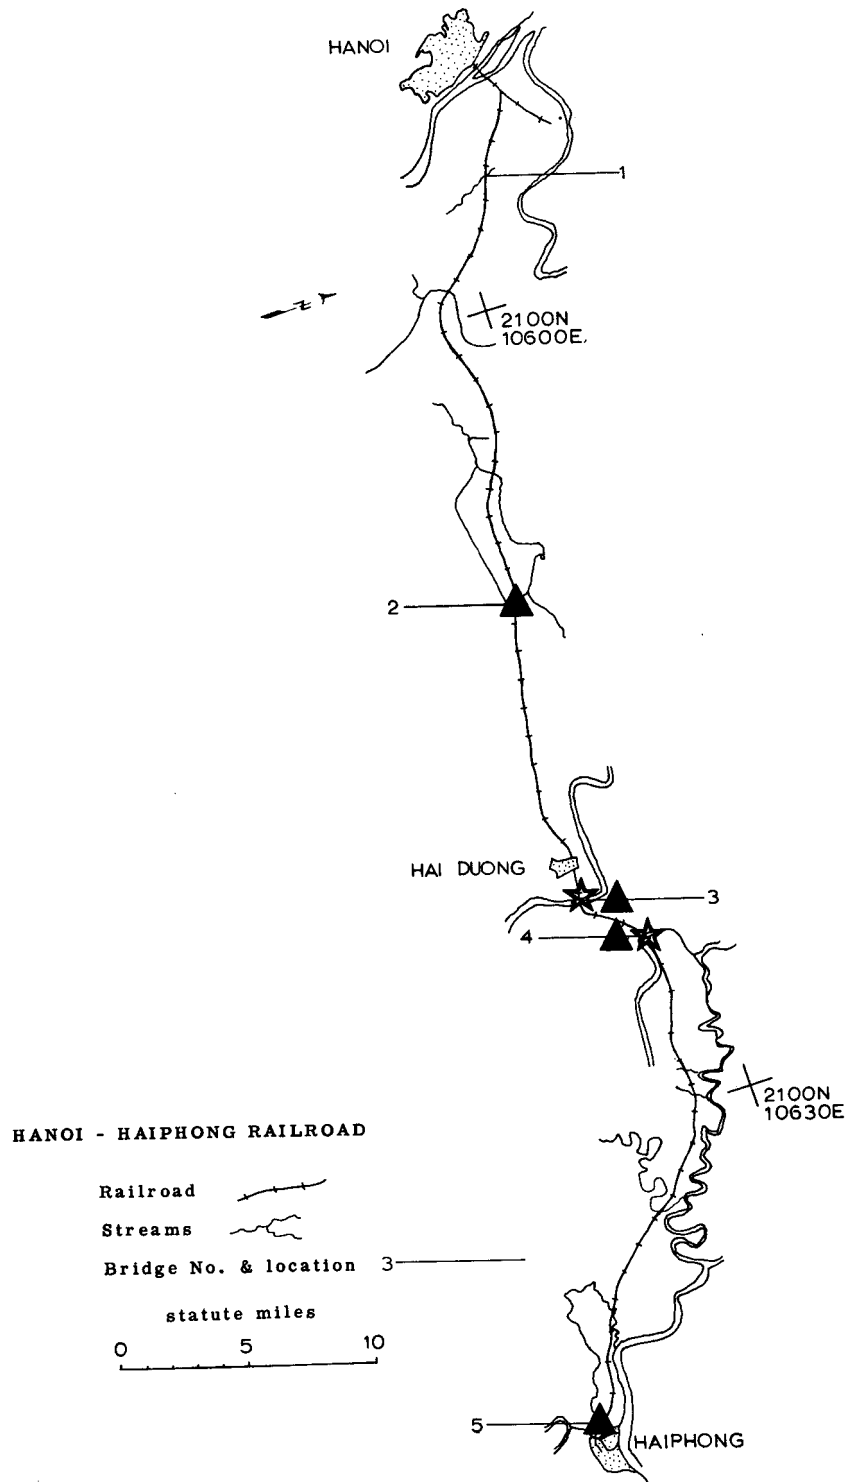 HANOI
1
N
2100N
10600E.
2
HAI DUONG
3
4
2100N
10630E
HANOI - HAIPHONG RAILROAD
Railroad
Streams
Bridge No. & location 3
statute miles
0 5 10
5
HAIPHONG